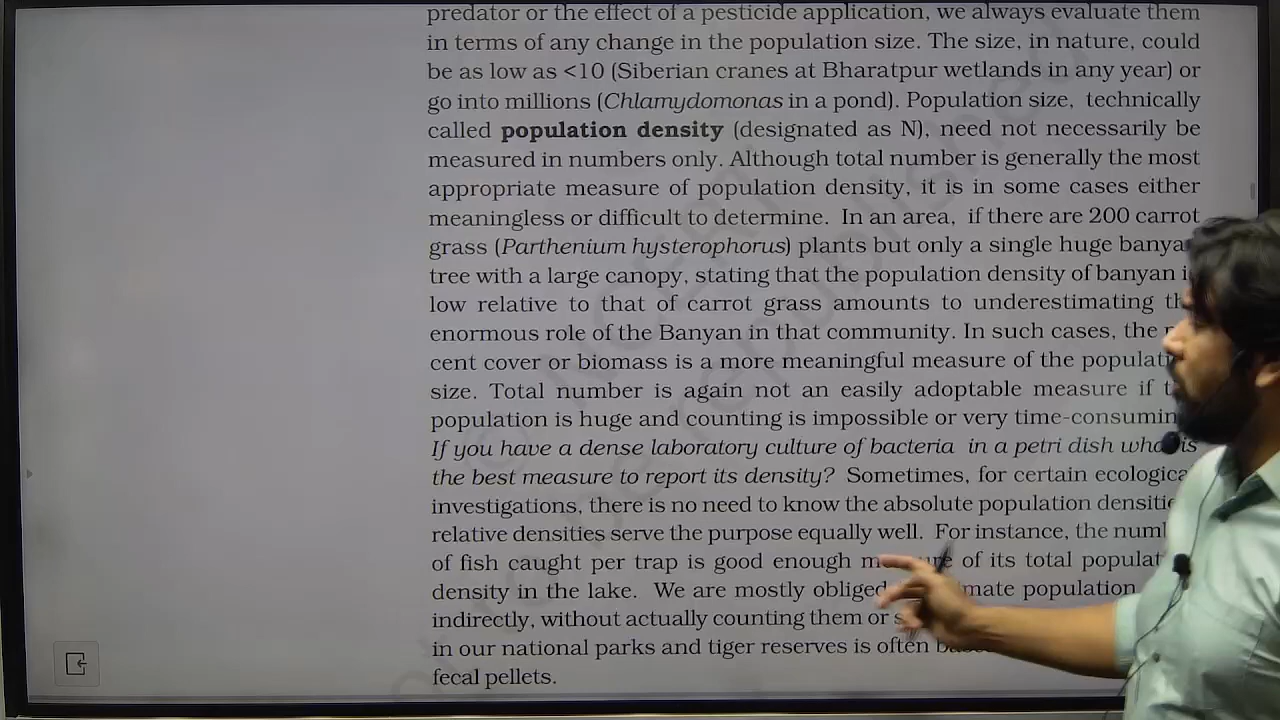 predator or the effect of a pesticide application, we always evaluate them
in terms of any change in the population size. The size, in nature, could
be as low as <10 (Siberian cranes at Bharatpur wetlands in any year) or
go into millions (Chlamydomonas in a pond). Population size, technically
called population density (designated as N), need not necessarily be
measured in numbers only. Although total number is generally the most
appropriate measure of population density, it is in some cases either
meaningless or difficult to determine. In an area, if there are 200 carrot
grass (Parthenium hysterophorus) plants but only a single huge
tree with a large canopy, stating that the population density of banyan
low relative to that of carrot grass amounts to underestimating
enormous role of the Banyan in that community. In such cases, the
cent cover or biomass is a more meaningful measure of the
size. Total number is again not an easily adoptable measure if
population is huge and counting is impossible or very
If you have a dense laboratory culture of bacteria in a petri dish is
the best measure to report its density? Sometimes, for certain
investigations, there is no need to know the absolute population
relative densities serve the purpose equally well. For instance, the
of fish caught per trap is good enough of its total
density in the lake. We are mostly population
indirectly, without actually counting them or
in our national parks and tiger reserves is often
fecal pellets.